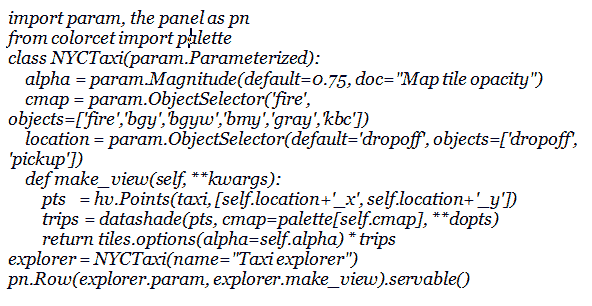 import param, the panel as pn
from colorcet import palette
class NYCTaxi(param.Parameterized):
    alpha = param.Magnitude(default=0.75, doc="Map tile opacity")
    cmap = param.ObjectSelector('fire',
objects=['fire','bgy','bgyw','bmy','gray','kbc'])
    location = param.ObjectSelector(default='dropoff', objects=['dropoff',
'pickup'])
    def make_view(self, **kwargs):
        pts   = hv.Points(taxi, [self.location+'_x', self.location+'_y'])
        trips = datashade(pts, cmap=palette[self.cmap], **dopts)
        return tiles.options(alpha=self.alpha) * trips
explorer = NYCTaxi(name="Taxi explorer")
pn.Row(explorer.param, explorer.make_view).servable()